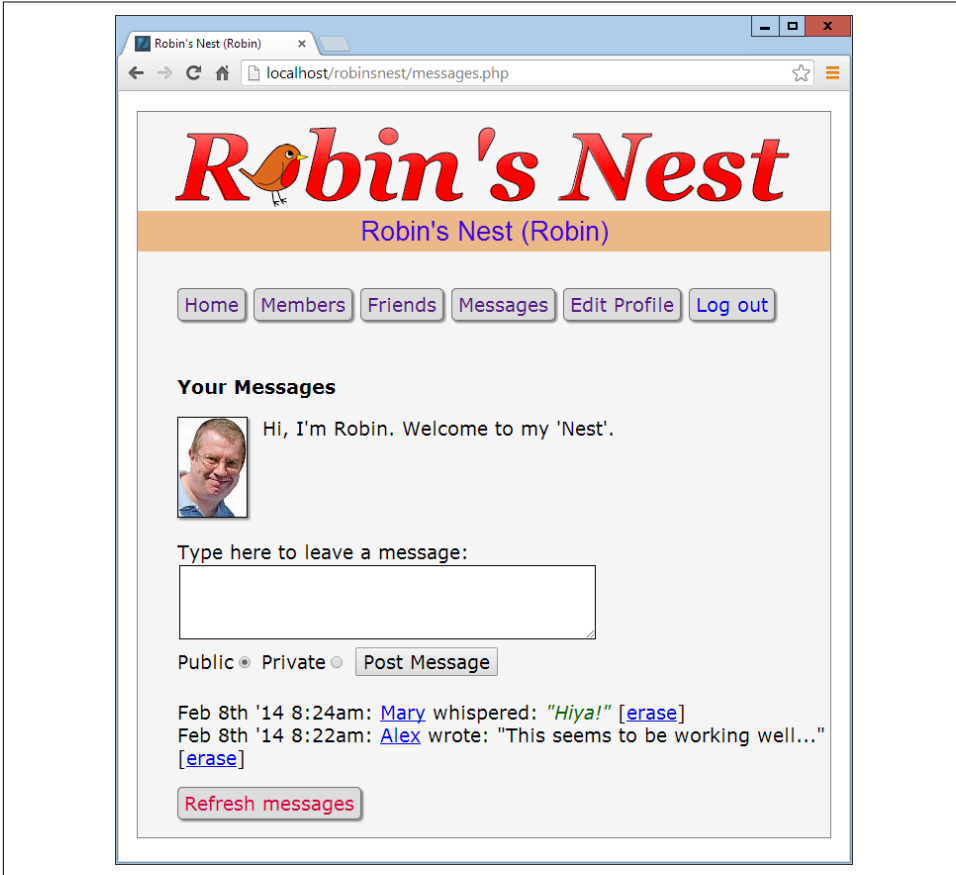 Robin's Nest (Robin)
localhost/robinsnest/messages.php
Robin's Nest
Robin's Nest (Robin)
Home Members Friends Messages Edit Profile Log out
Your Messages
Hi, I'm Robin. Welcome to my 'Nest'.
Type here to leave a message:
Public Private Post Message
Feb 8th '14 8:24am: Mary whispered: "Hiya!" [erase]
Feb 8th '14 8:22am: Alex wrote: "This seems to be working well..."
[erase]
Refresh messages